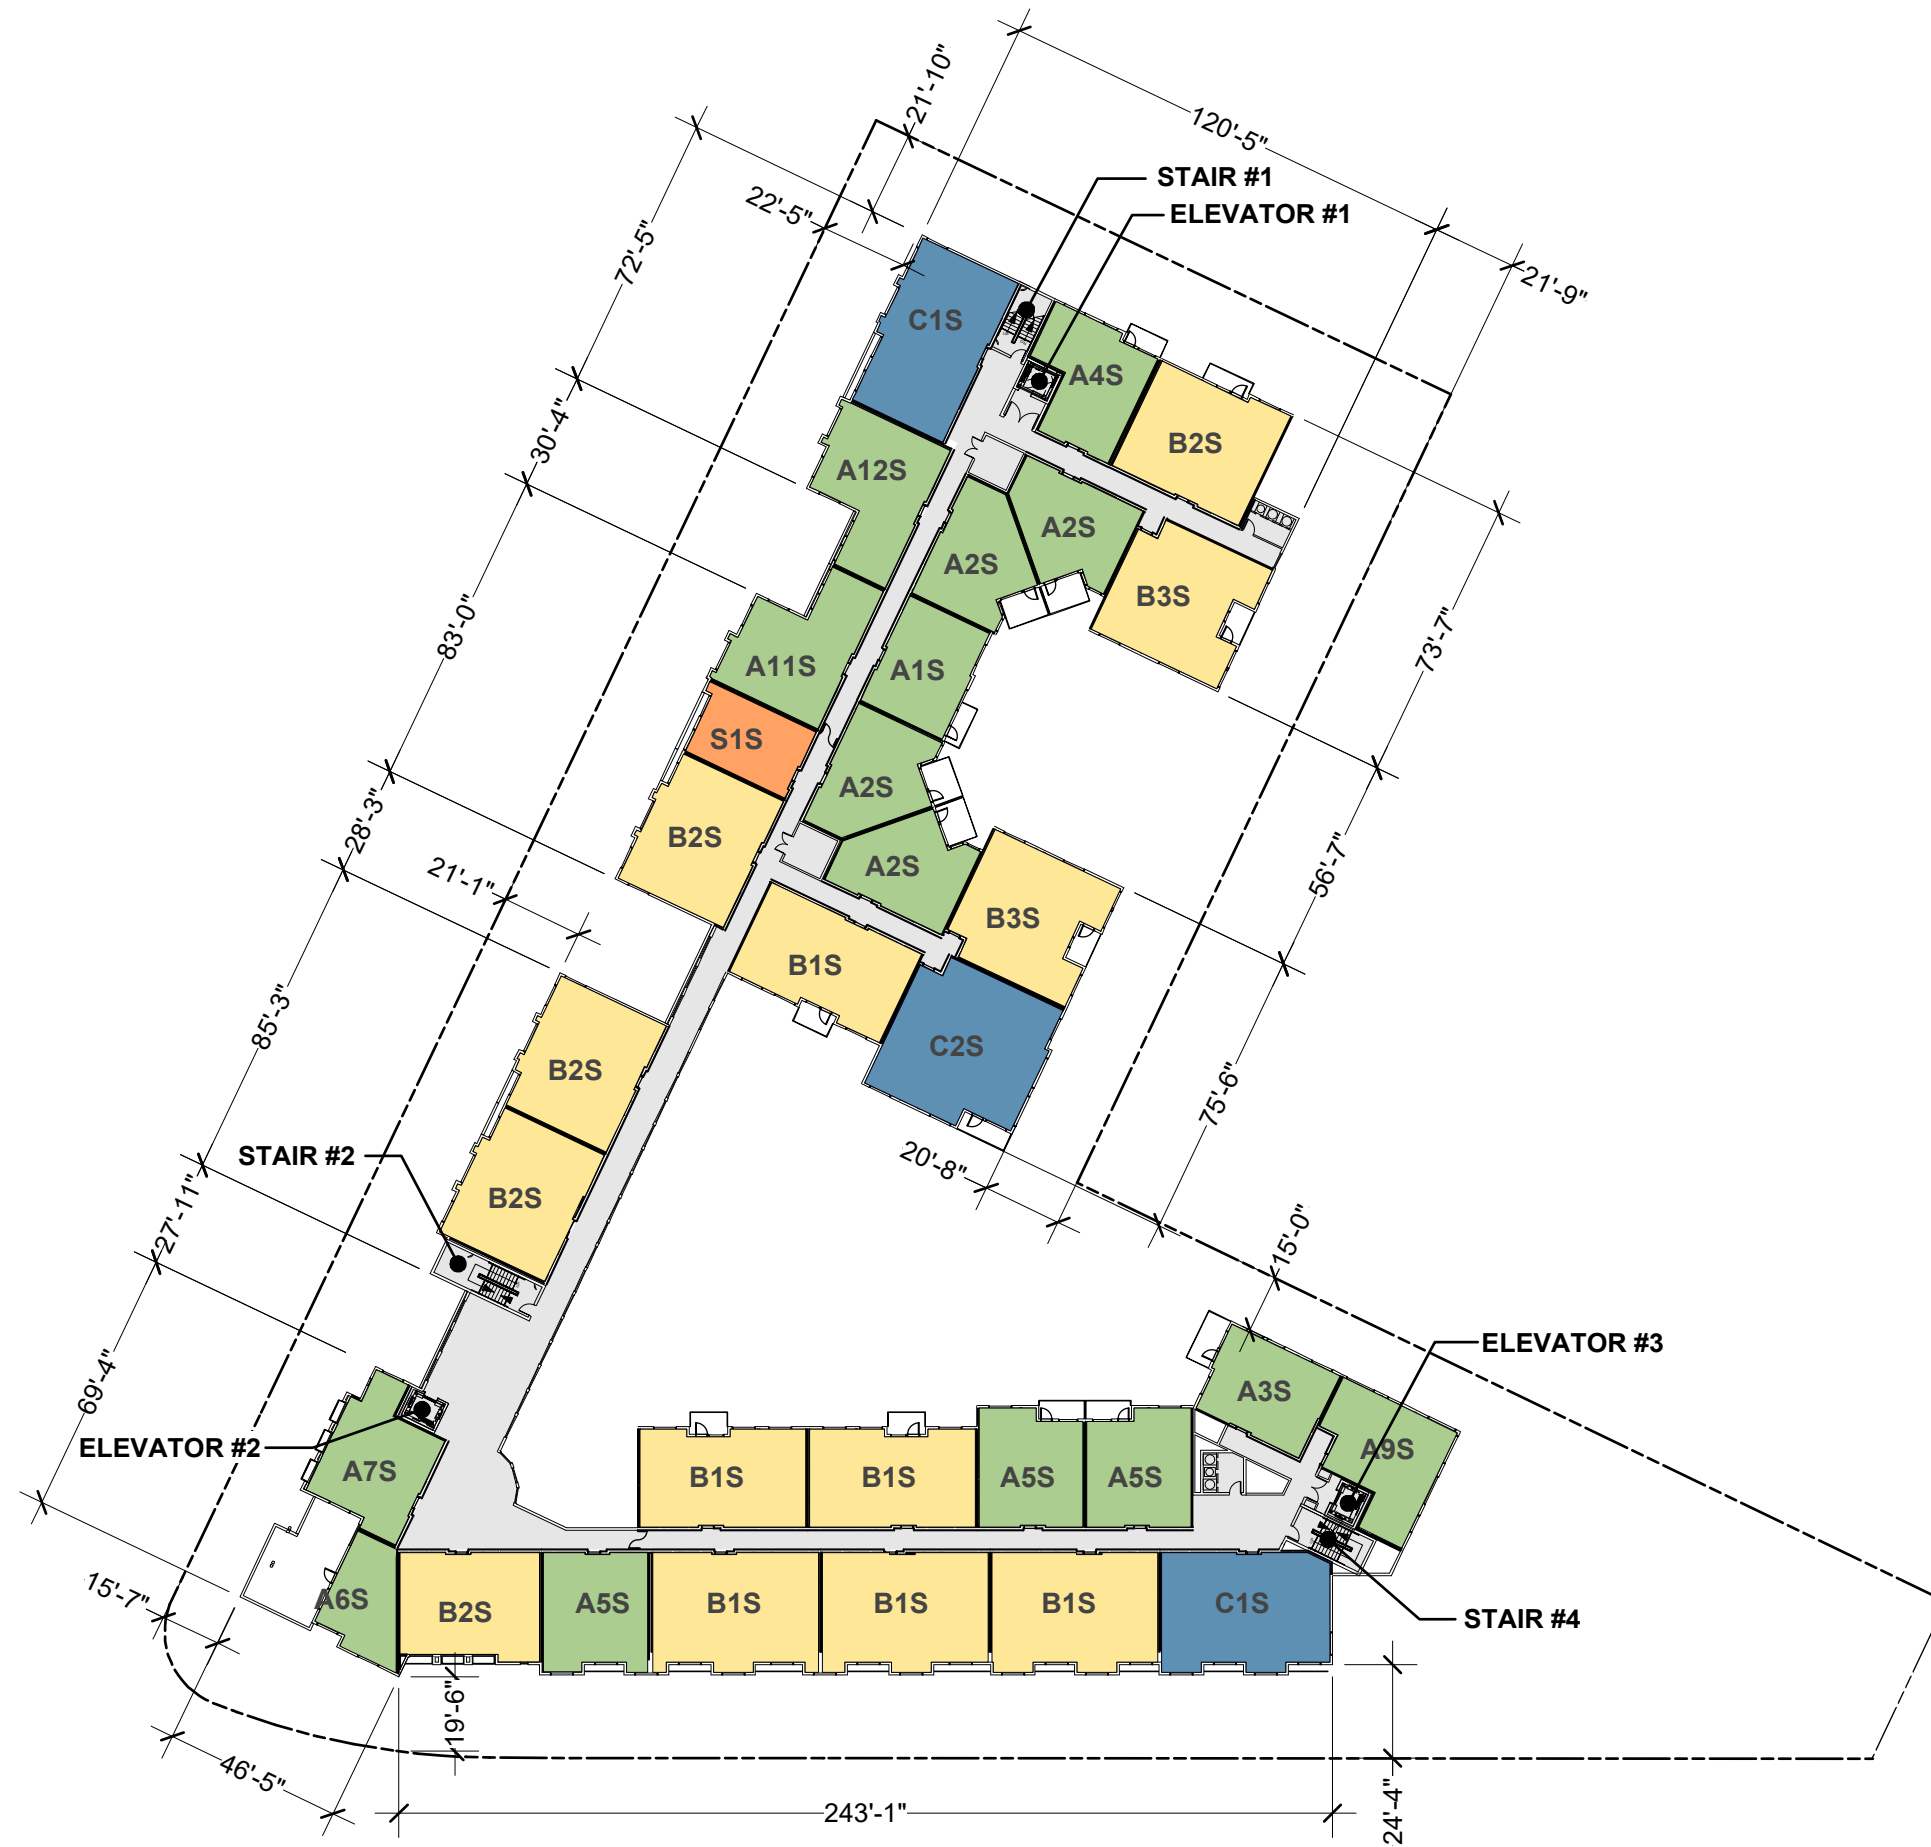 21'-10"
120'-5"
STAIR #1
ELEVATOR #1
22'-5"
72'-5"
21'-9"
C1S
A4S
B2S
30'-4"
A12S
A2S
A2S
B3S
83'-0"
73'-7"
A11S
A1S
S1S
A2S
B2S
28'-3"
A2S
56'-7"
21'-1"
B3S
B1S
85'-3"
C2S
B2S
75'-6"
STAIR #2
20'-8"
B2S
27'-11"
15'-0"
ELEVATOR #3
69'-4"
A3S
ELEVATOR #2
A9S
A7S
B1S
B1S
A5S
A5S
15'-7"
A6S
B2S
A5S
B1S
B1S
B1S
C1S
STAIR #4
19'-6"
46'-5"
243'-1"
24'-4"